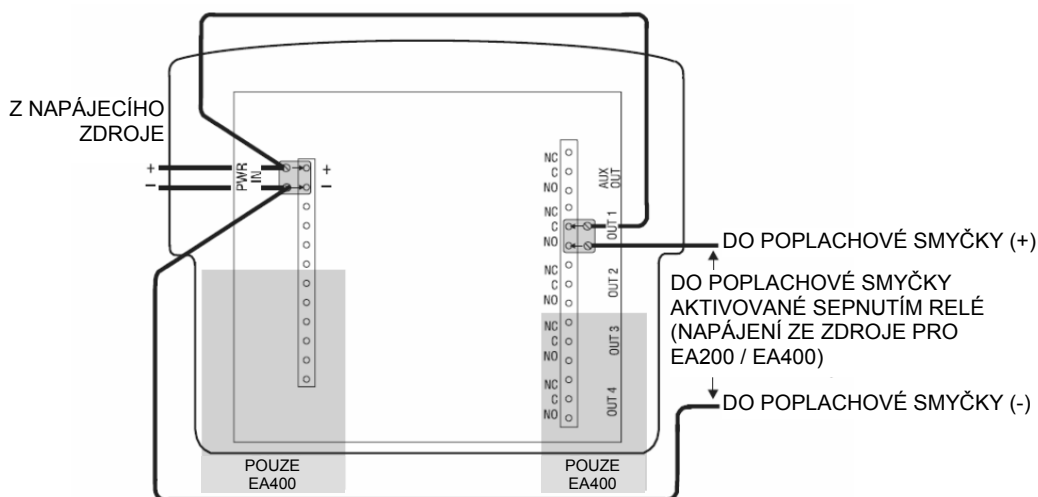 Z NAPÁJECÍHO
ZDROJE
+
−
PWR
IN
+
−
NC
C
NO
AUX
OUT
NC
C
NO
OUT 1
NC
C
NO
OUT 2
NC
C
NO
OUT 3
NC
C
NO
OUT 4
DO POPLACHOVÉ SMYČKY (+)
DO POPLACHOVÉ SMYČKY
AKTIVOVANÉ SEPNUTÍM RELÉ
(NAPÁJENÍ ZE ZDROJE PRO
EA200 / EA400)
DO POPLACHOVÉ SMYČKY (-)
POUZE
EA400
POUZE
EA400